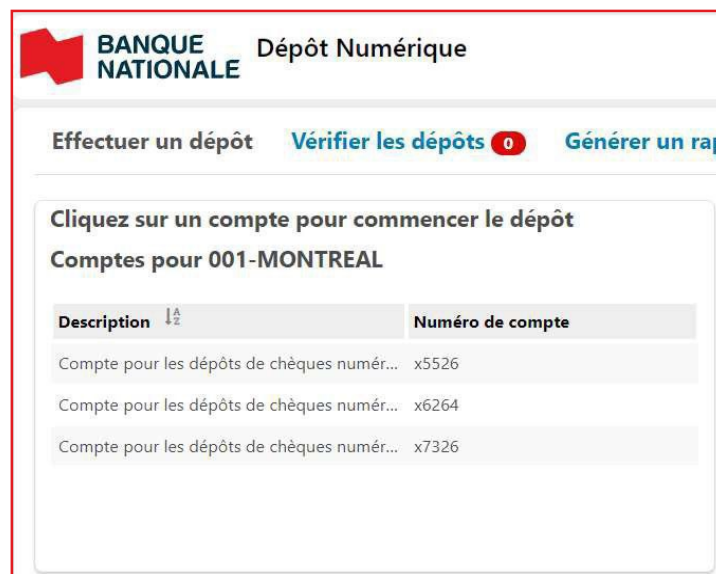 BANQUE
NATIONALE
Dépôt Numérique
Effectuer un dépôt Vérifier les dépôts 0 Générer un rap
Cliquez sur un compte pour commencer le dépôt
Comptes pour 001-MONTREAL
Description Numéro de compte
Compte pour les dépôts de chèques numér... x5526
Compte pour les dépôts de chèques numér... x6264
Compte pour les dépôts de chèques numér... x7326